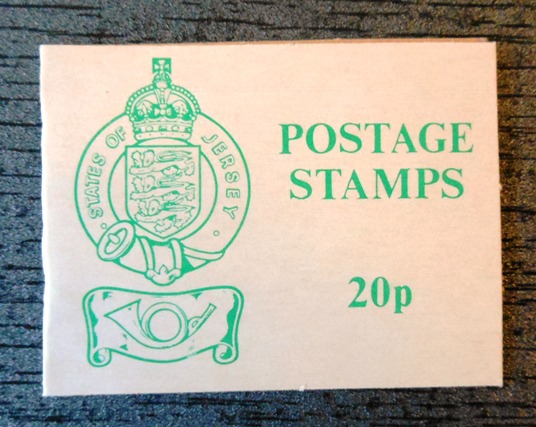 STATES OF JERSEY
POSTAGE
STAMPS
20p